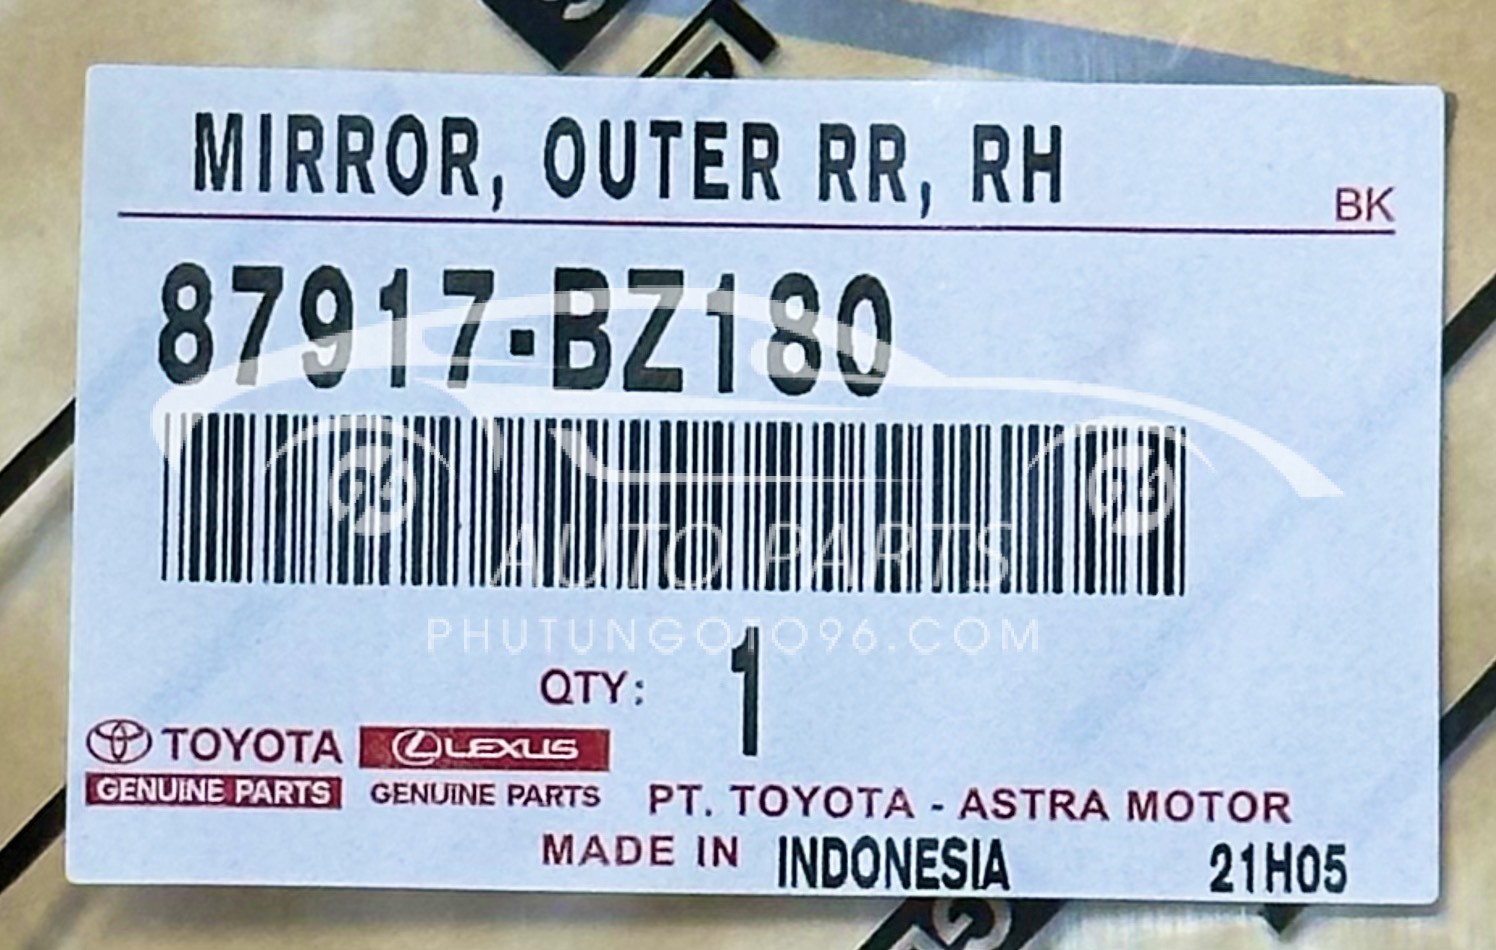 MIRROR, OUTER RR, RH
BK
87917-BZ180
AUTO PARTS
PHUTUNGOTO96.COM
QTY: 1
TOYOTA LEXUS
GENUINE PARTS GENUINE PARTS
PT. TOYOTA - ASTRA MOTOR
MADE IN INDONESIA 21H05